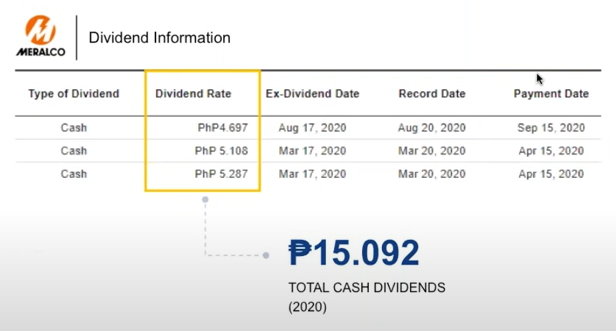 MERALCO
Dividend Information
Type of Dividend Dividend Rate Ex-Dividend Date Record Date Payment Date
Cash PhP4.697 Aug 17, 2020 Aug 20, 2020 Sep 15, 2020
Cash PhP 5.108 Mar 17, 2020 Mar 20, 2020 Apr 15, 2020
Cash PhP 5.287 Mar 17, 2020 Mar 20, 2020 Apr 15, 2020
₱15.092
TOTAL CASH DIVIDENDS
(2020)